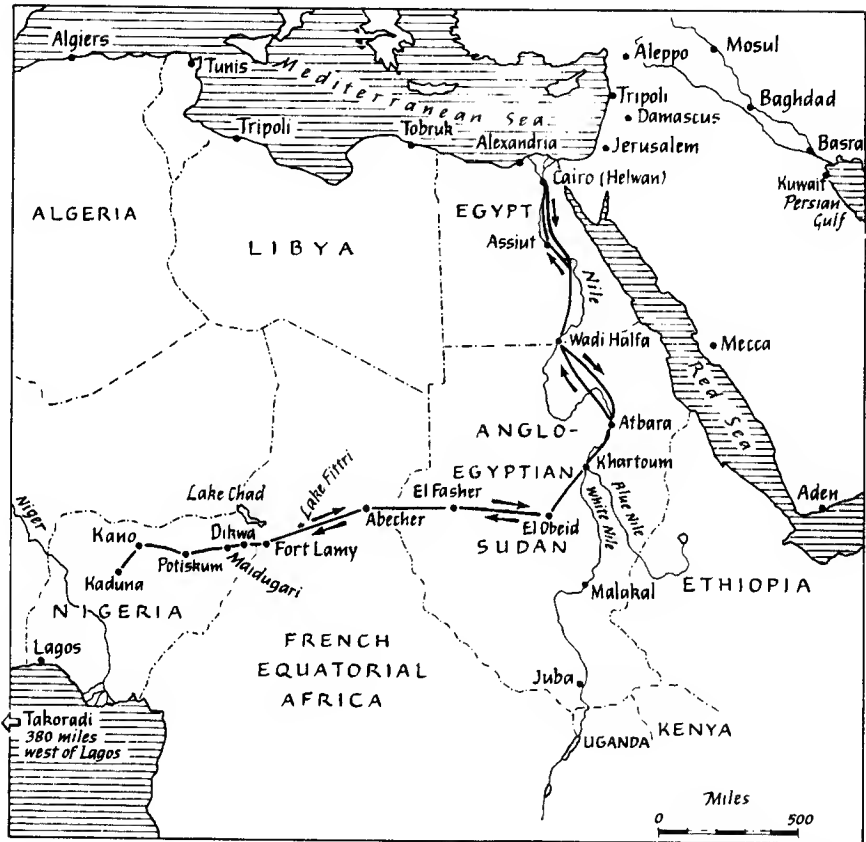 Algiers
Tunis
Mediterranean Sea
Aleppo
Mosul
Tripoli
Damascus
Baghdad
Tripoli
Tobruk
Alexandria
Jerusalem
Basra
Cairo (Helwan)
Kuwait
Persian
Gulf
ALGERIA
LIBYA
EGYPT
Assiut
Nile
Wadi Halfa
Mecca
Red Sea
Atbara
ANGLO-
EGYPTIAN
SUDAN
Khartoum
Lake Chad
Lake Fittri
El Fasher
Abecher
El Obeid
White Nile
Blue Nile
Aden
Niger
Kano
Dikwa
Fort Lamy
Potiskum
Maidugari
Kaduna
NIGERIA
Malakal
ETHIOPIA
Lagos
FRENCH
EQUATORIAL
AFRICA
Juba
Takoradi
380 miles
west of Lagos
UGANDA
KENYA
Miles
0 500